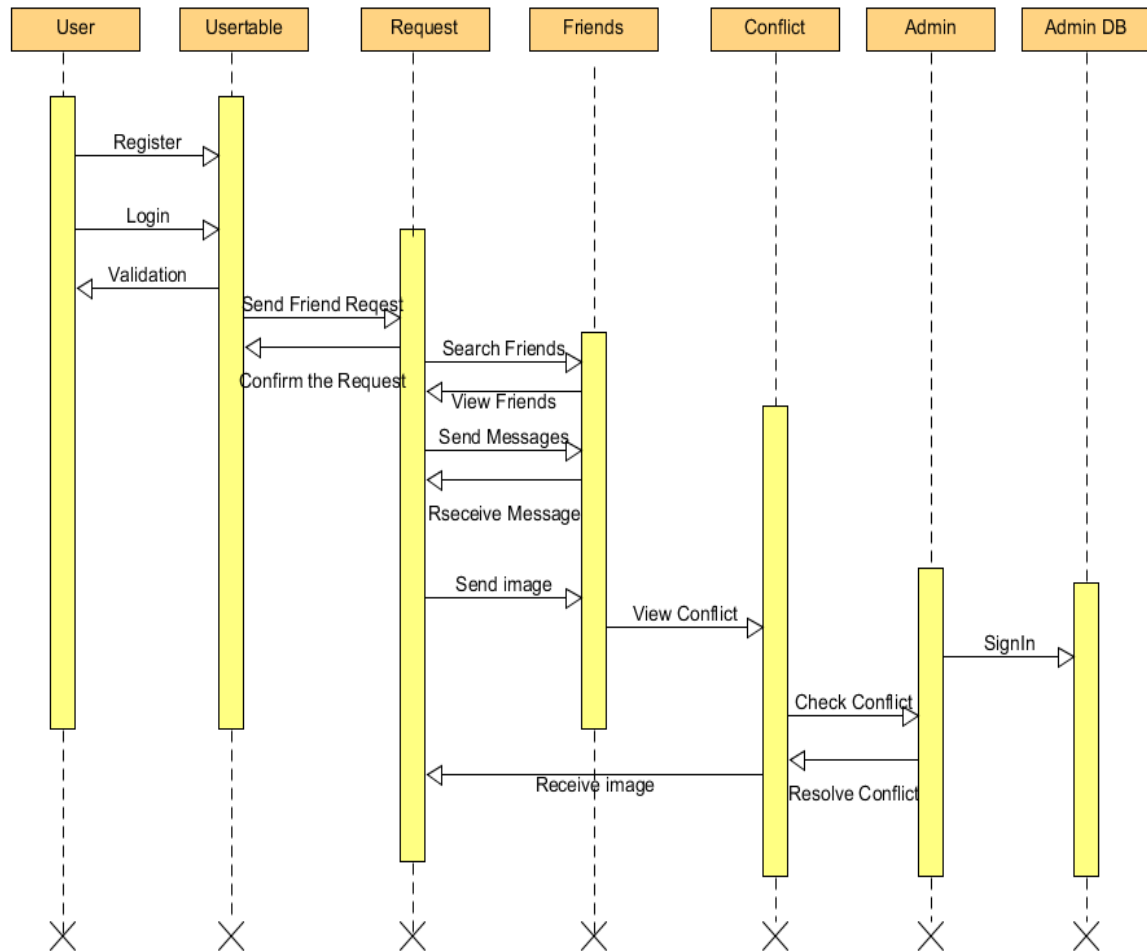 User
Usertable
Request
Friends
Conflict
Admin
Admin DB
Register
Login
Validation
Send Friend Reqest
Search Friends
Confirm the Request
View Friends
Send Messages
Rseceive Message
Send image
View Conflict
SignIn
Check Conflict
Receive image
Resolve Conflict